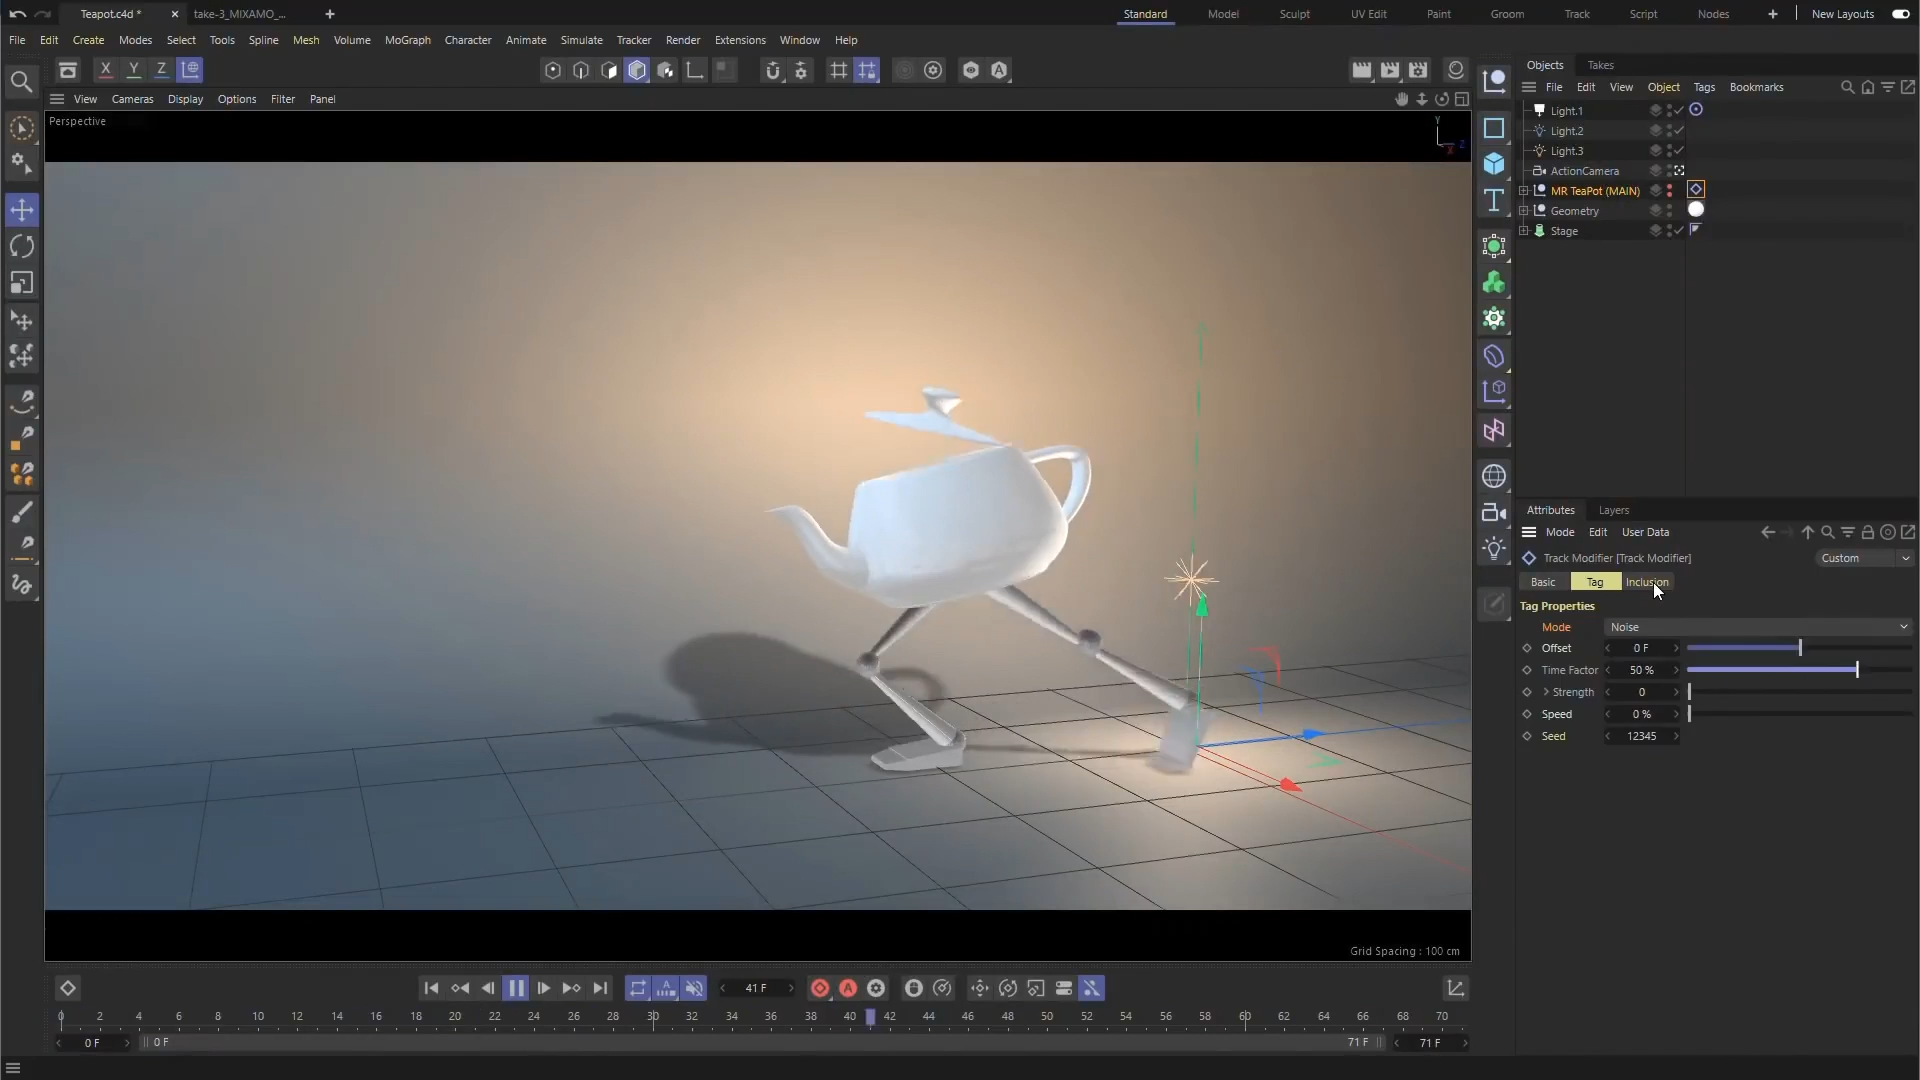 Teapot.c4d * × take-3_MIXAMO_... +
Standard Model Sculpt UV Edit Paint Groom Track Script Nodes + New Layouts
File Edit Create Modes Select Tools Spline Mesh Volume MoGraph Character Animate Simulate Tracker Render Extensions Window Help
X Y Z
View Cameras Display Options Filter Panel
Perspective
Y
X Z
Grid Spacing : 100 cm
Objects Takes
File Edit View Object Tags Bookmarks
Light.1
Light.2
Light.3
ActionCamera
MR TeaPot (MAIN)
Geometry
Stage
Attributes Layers
Mode Edit User Data
Track Modifier [Track Modifier] Custom
Basic Tag Inclusion
Tag Properties
Mode Noise
Offset 0 F
Time Factor 50 %
Strength 0
Speed 0 %
Seed 12345
41 F
0 2 4 6 8 10 12 14 16 18 20 22 24 26 28 30 32 34 36 38 40 42 44 46 48 50 52 54 56 58 60 62 64 66 68 70
0 F 0 F 71 F 71 F